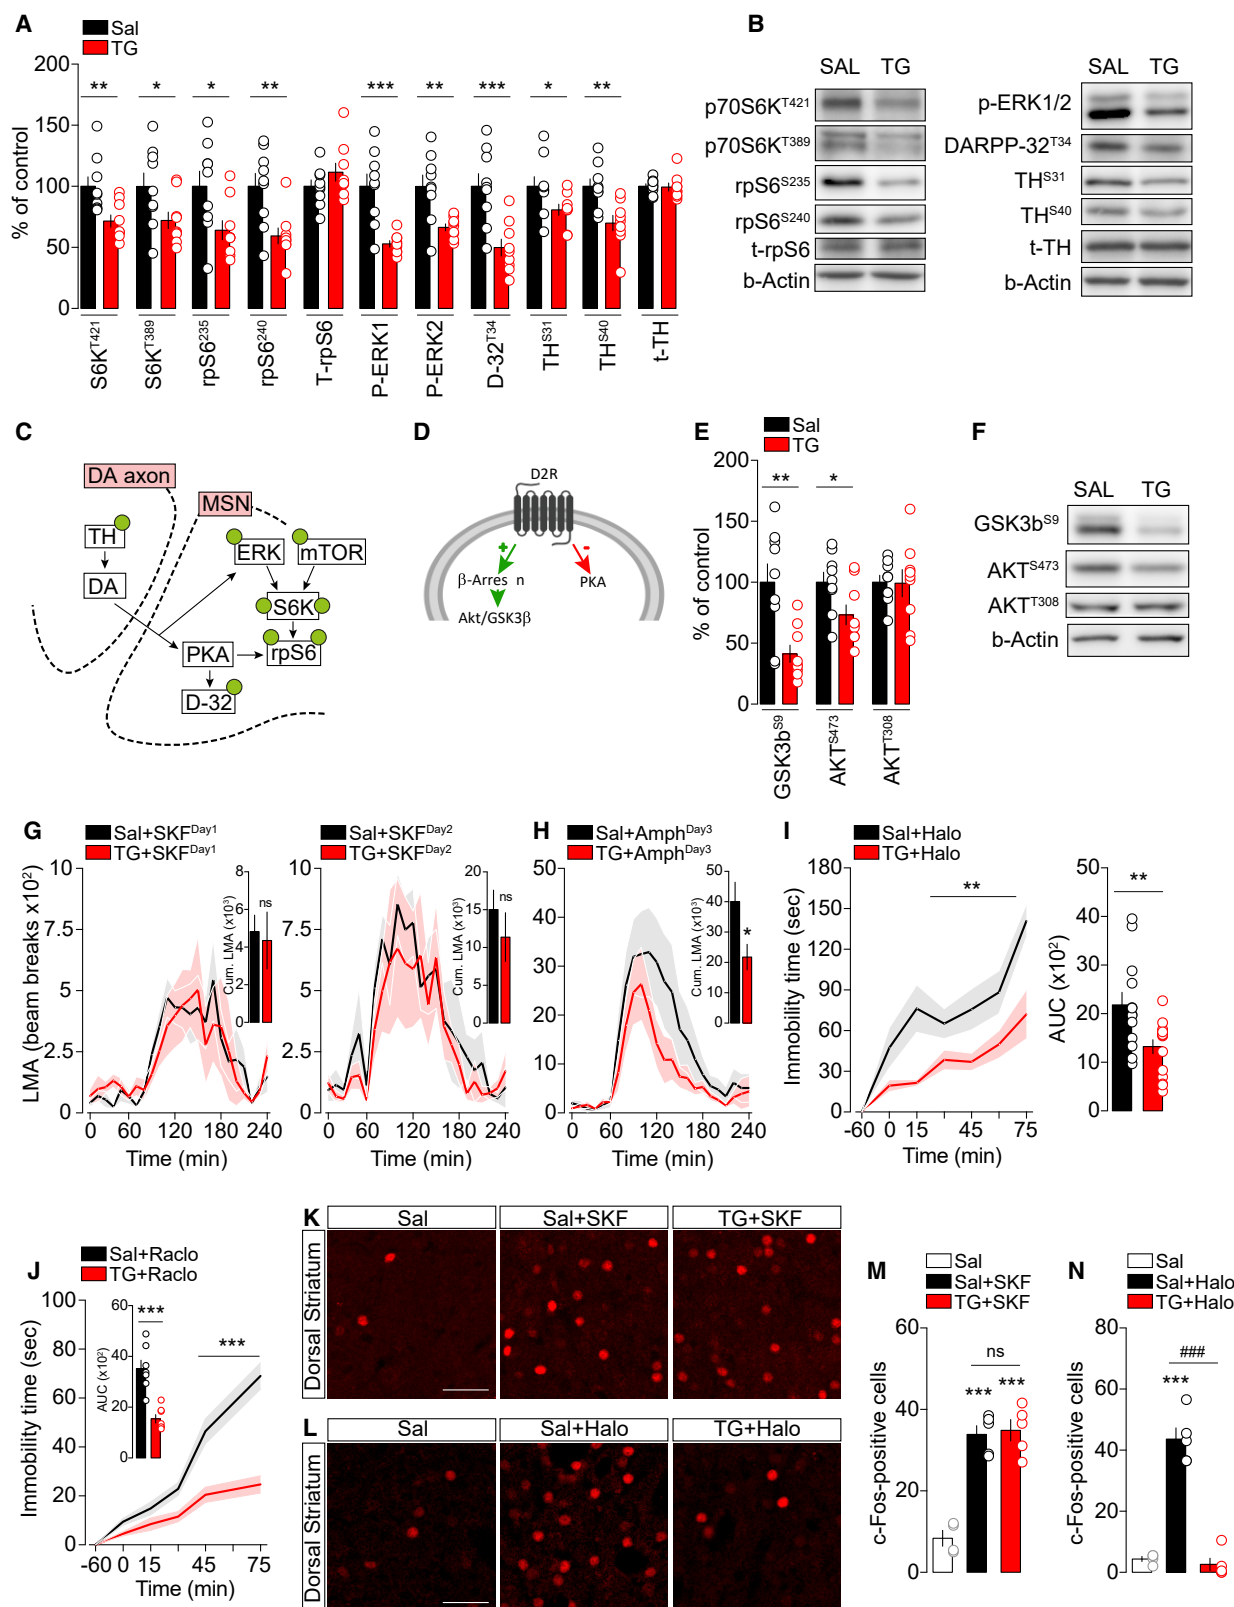 A
Sal
TG
200
150
100
50
0
% of control
** * * ** *** ** *** * **
S6K^T421
S6K^T389
rpS6^235
rpS6^240
T-rpS6
P-ERK1
P-ERK2
D-32^T34
TH^S31
TH^S40
t-TH
B
SAL TG
p70S6K^T421
p70S6K^T389
rpS6^S235
rpS6^S240
t-rpS6
b-Actin
SAL TG
p-ERK1/2
DARPP-32^T34
TH^S31
TH^S40
t-TH
b-Actin
C
DA axon
MSN
TH
ERK
mTOR
DA
S6K
PKA
rpS6
D-32
D
D2R
+
-
β-Arres n
PKA
Akt/GSK3β
E
Sal
TG
200
150
100
50
0
% of control
** *
GSK3b^S9
AKT^S473
AKT^T308
F
SAL TG
GSK3b^S9
AKT^S473
AKT^T308
b-Actin
G
Sal+SKF^Day1
TG+SKF^Day1
10
7.5
5
2.5
0
LMA (beam breaks x10²)
0 60 120 180 240
Time (min)
8
6
4
2
0
Cum. LMA (x10³)
ns
Sal+SKF^Day2
TG+SKF^Day2
10
7.5
5
2.5
0
0 60 120 180 240
Time (min)
20
15
10
5
0
Cum. LMA (x10³)
ns
H
Sal+Amph^Day3
TG+Amph^Day3
50
40
30
20
10
0
0 60 120 180 240
Time (min)
50
40
30
20
10
0
Cum. LMA (x10³)
*
I
Sal+Halo
TG+Halo
180
150
120
90
60
30
0
Immobility time (sec)
**
-60 0 15 45 75
Time (min)
50
40
30
20
10
0
AUC (x10²)
**
J
Sal+Raclo
TG+Raclo
100
80
60
40
20
0
Immobility time (sec)
***
-60 0 15 45 75
Time (min)
60
40
20
0
AUC (x10²)
***
K
Sal Sal+SKF TG+SKF
Dorsal Striatum
L
Sal Sal+Halo TG+Halo
Dorsal Striatum
M
Sal
Sal+SKF
TG+SKF
60
40
20
0
c-Fos-positive cells
ns
*** ***
N
Sal
Sal+Halo
TG+Halo
80
60
40
20
0
c-Fos-positive cells
###
***